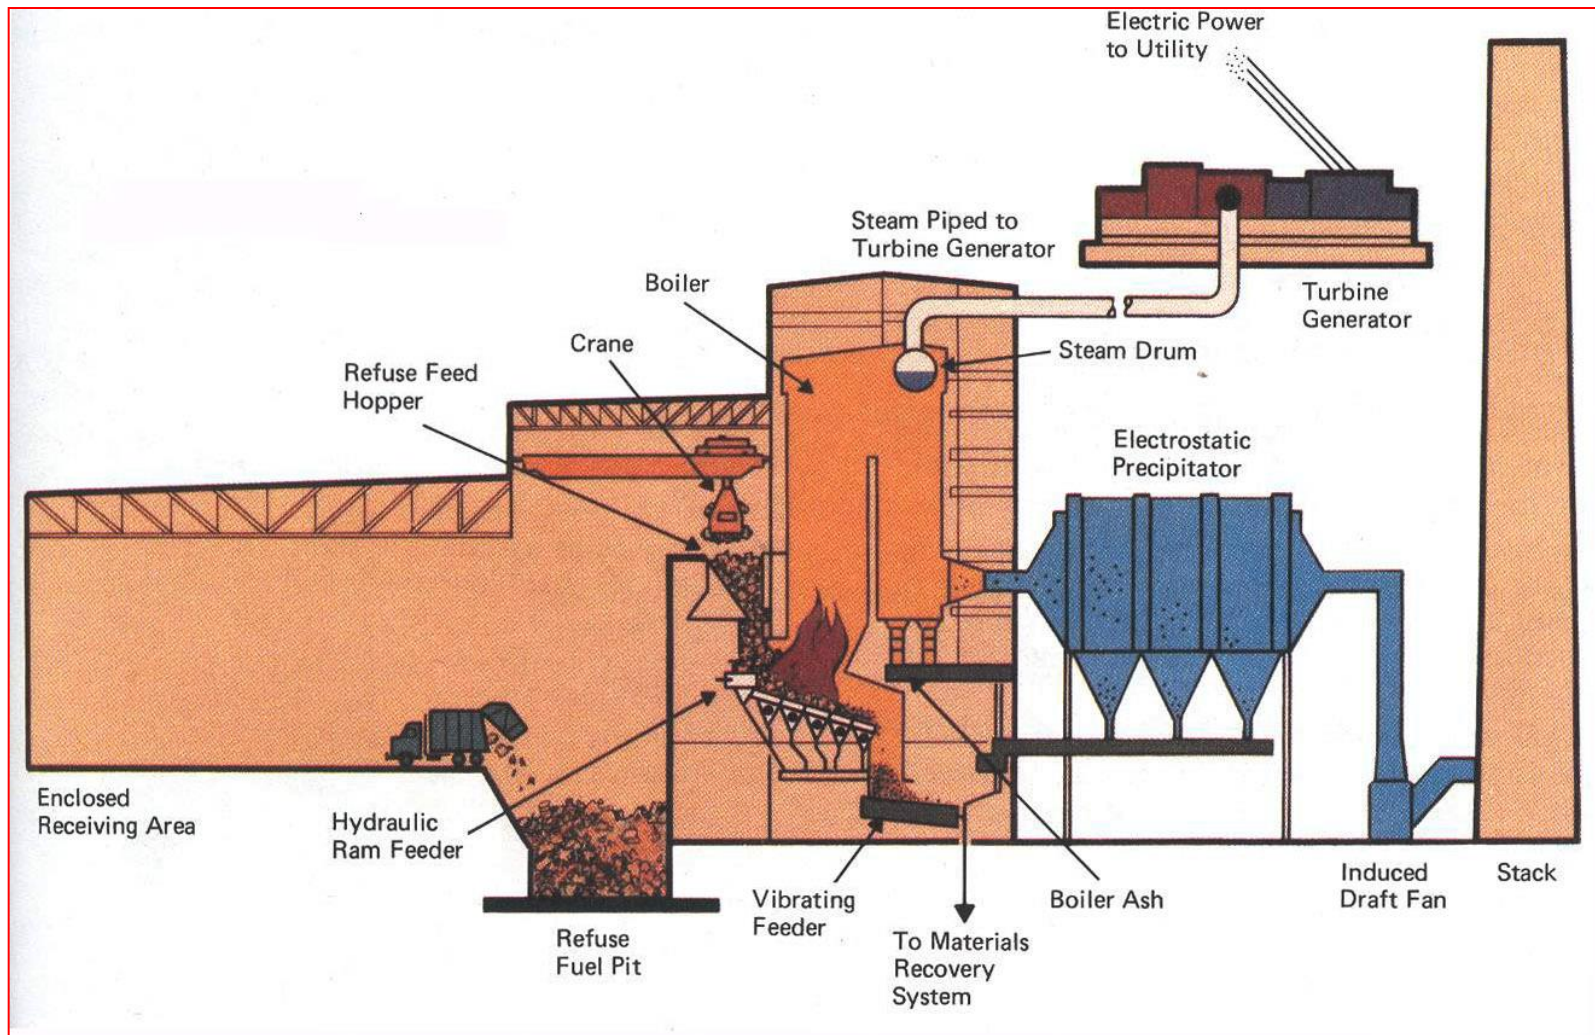 Electric Power
to Utility
Steam Piped to
Turbine Generator
Boiler
Turbine
Generator
Crane
Steam Drum
Refuse Feed
Hopper
Electrostatic
Precipitator
Enclosed
Receiving Area
Hydraulic
Ram Feeder
Vibrating
Feeder
Boiler Ash
Induced
Draft Fan
Stack
Refuse
Fuel Pit
To Materials
Recovery
System